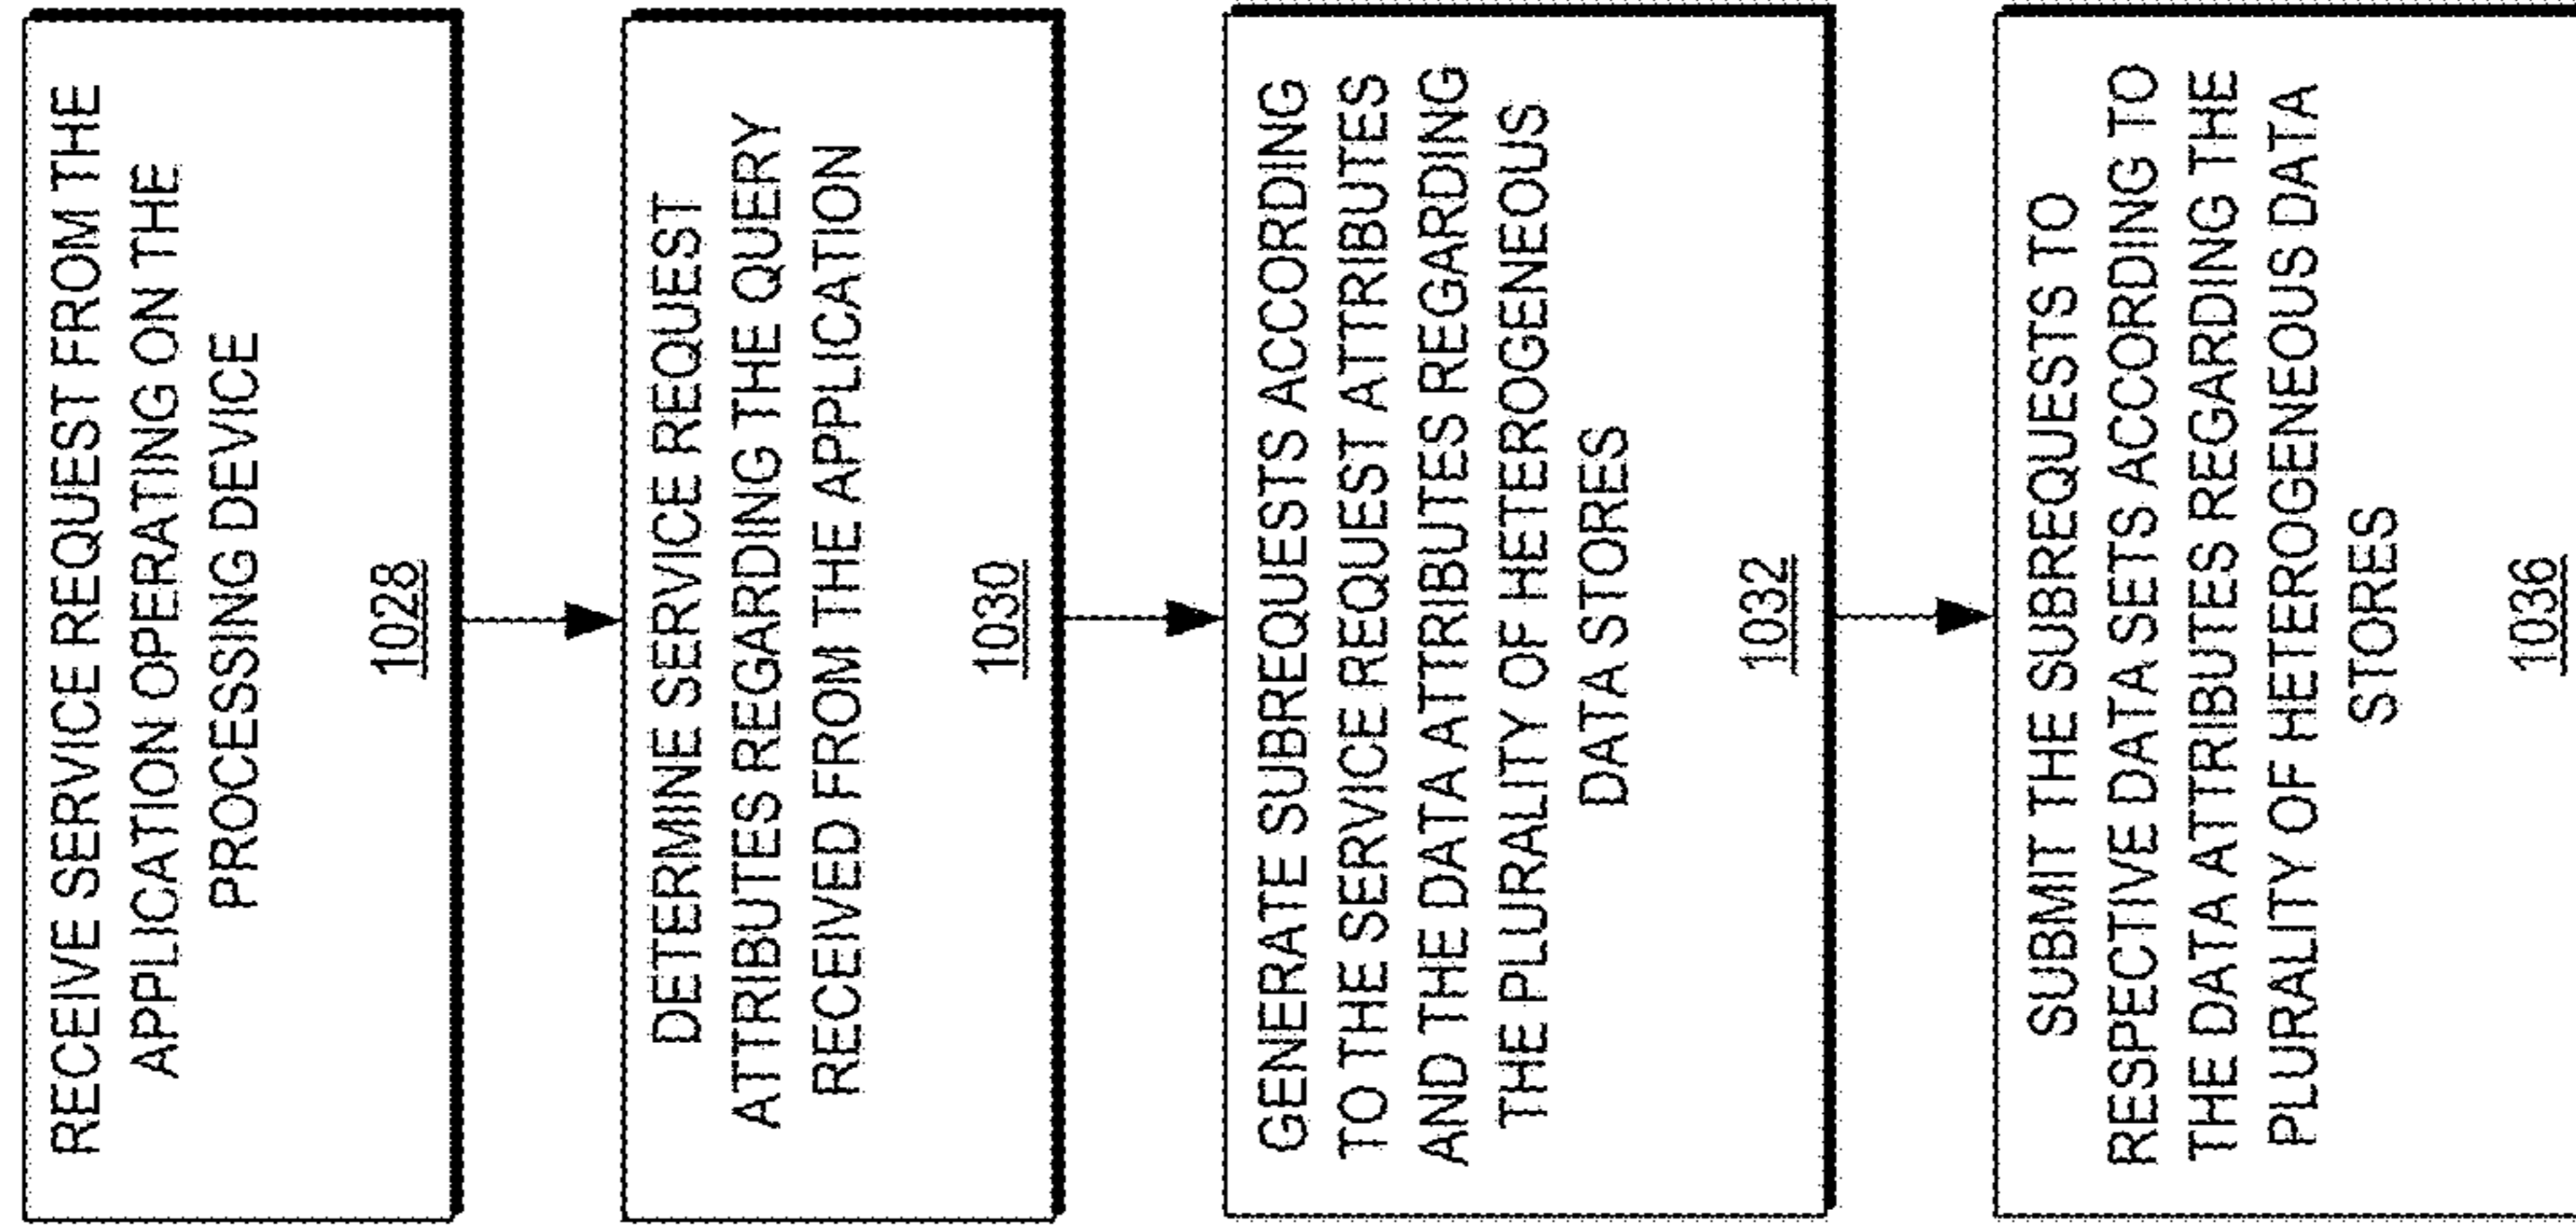 RECEIVE SERVICE REQUEST FROM THE
APPLICATION OPERATING ON THE
PROCESSING DEVICE
1028
DETERMINE SERVICE REQUEST
ATTRIBUTES REGARDING THE QUERY
RECEIVED FROM THE APPLICATION
1030
GENERATE SUBREQUESTS ACCORDING
TO THE SERVICE REQUEST ATTRIBUTES
AND THE DATA ATTRIBUTES REGARDING
THE PLURALITY OF HETEROGENEOUS
DATA STORES
1032
SUBMIT THE SUBREQUESTS TO
RESPECTIVE DATA SETS ACCORDING TO
THE DATA ATTRIBUTES REGARDING THE
PLURALITY OF HETEROGENEOUS DATA
STORES
1036